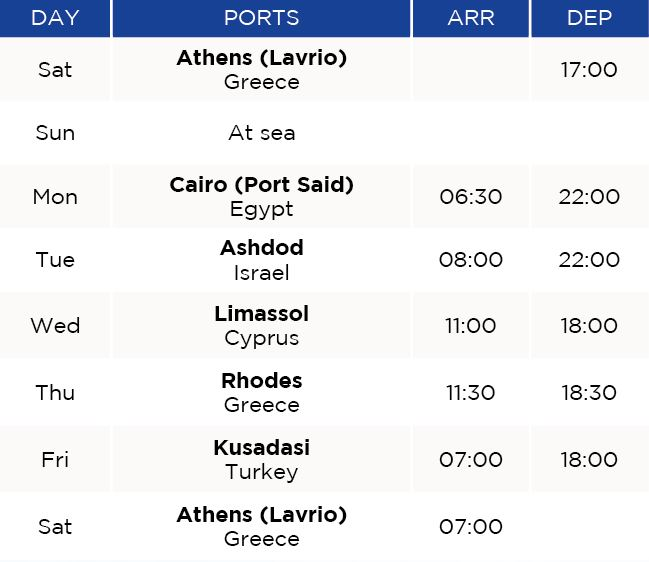 DAY PORTS ARR DEP
Sat Athens (Lavrio) 17:00
Greece
Sun At sea
Mon Cairo (Port Said) 06:30 22:00
Egypt
Tue Ashdod 08:00 22:00
Israel
Wed Limassol 11:00 18:00
Cyprus
Thu Rhodes 11:30 18:30
Greece
Fri Kusadasi 07:00 18:00
Turkey
Sat Athens (Lavrio) 07:00
Greece